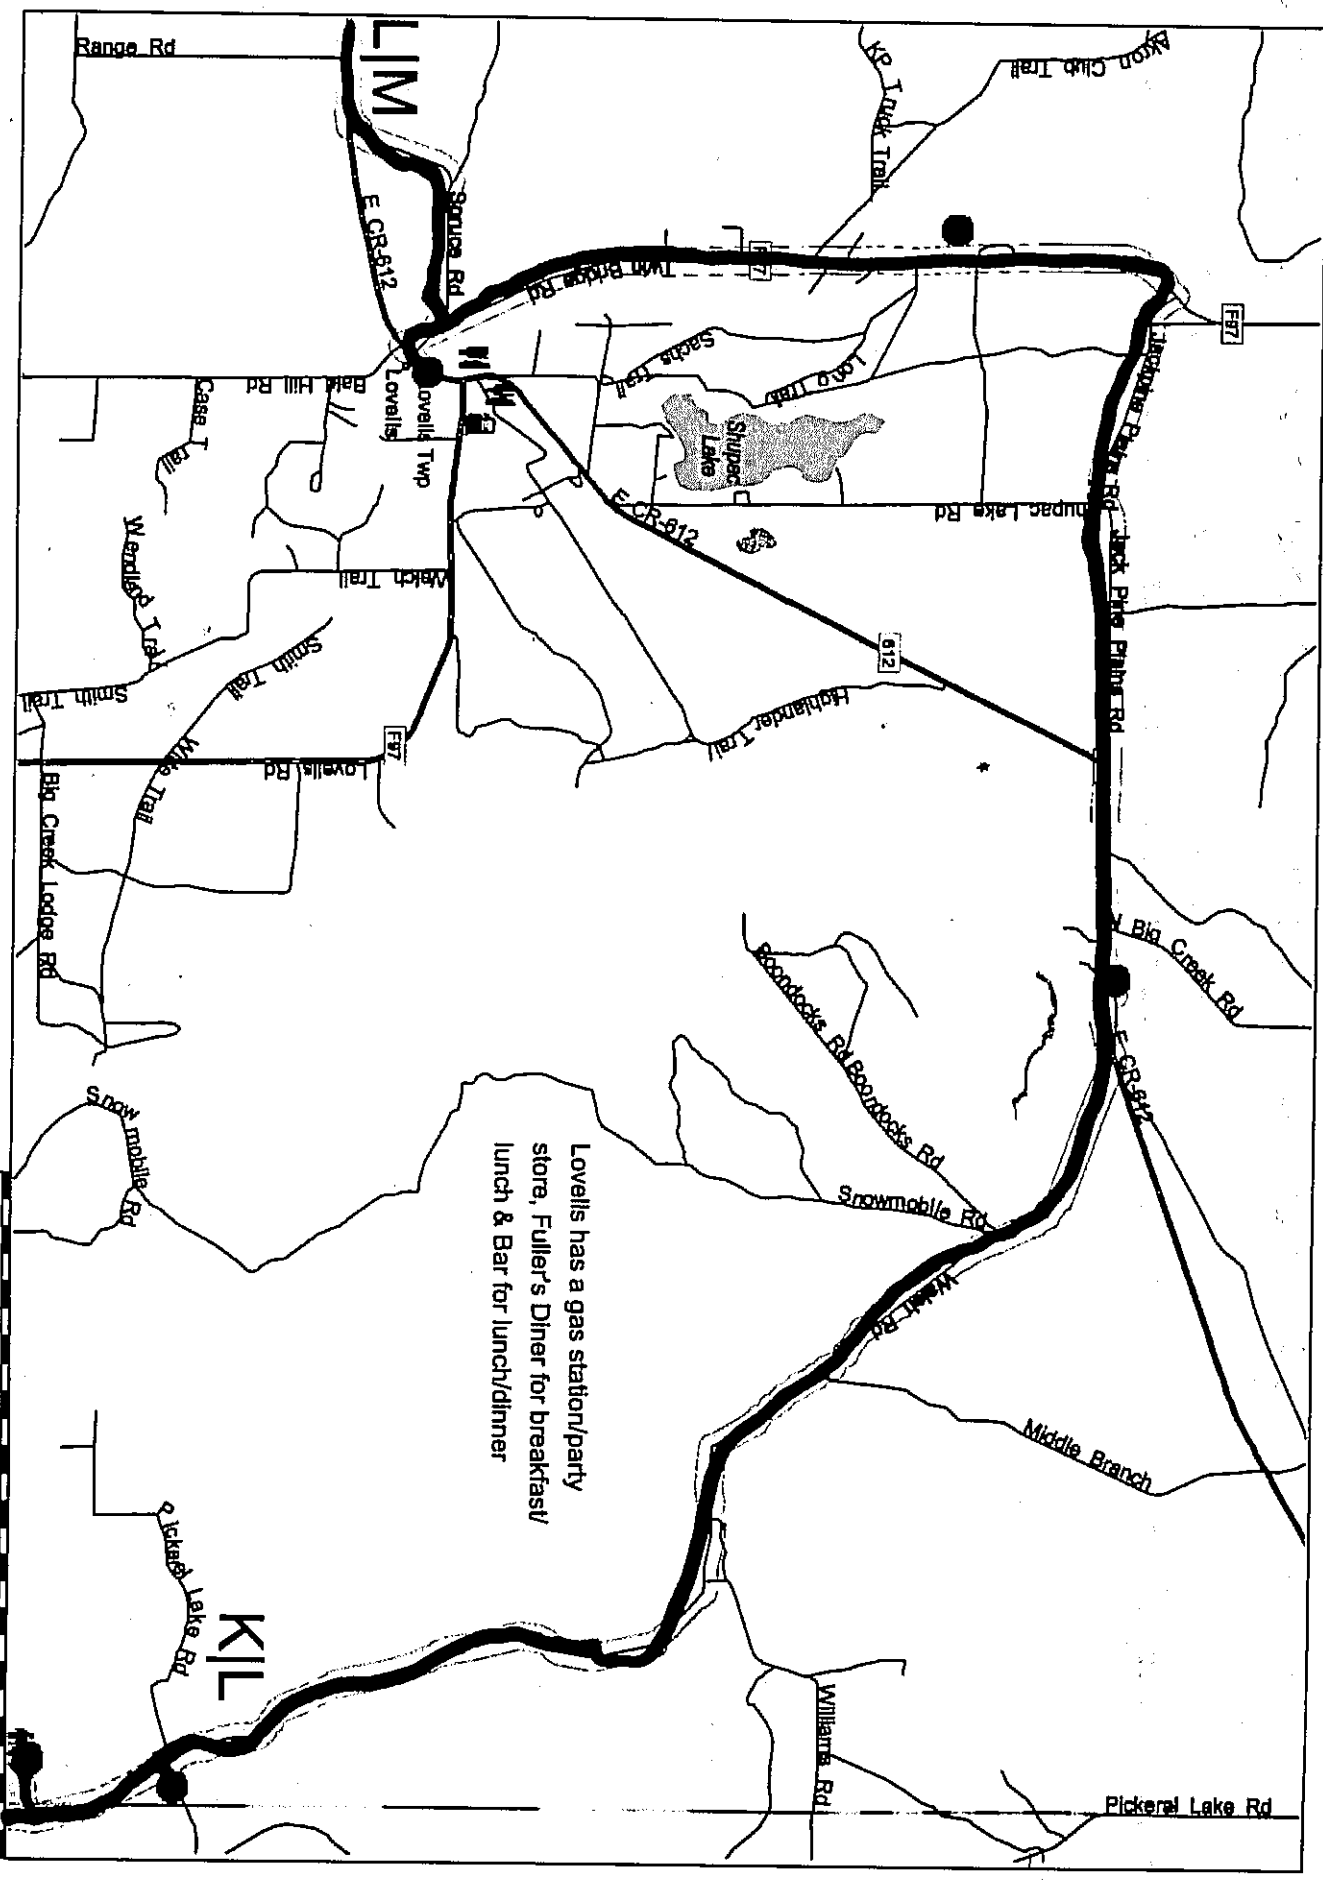 Range Rd
L|M
KP Truck Trail
Akron Club Trail
E CR-612
Spruce Rd
Twin Bridge Rd
F97
F97
Jackpine Plains Rd
Bald Hill Rd
Case Trail
Lovells
Lovells Twp
Sachs Trail
Long Trail
Shupac
Lake
E CR-612
hupac Lake Rd
Jack Pine Plains Rd
Welch Trail
Wendland Trail
Smith Trail
Smith Trail
612
Highlander Trail
F97
Lovells Rd
Big Creek Lodge Rd
N Big Creek Rd
Boondocks Rd
Boondocks Rd
E CR-612
Snowmobile Rd
Snowmobile Rd
Lovells has a gas station/party
store, Fuller's Diner for breakfast/
lunch & Bar for lunch/dinner
Middle Branch
Pickerel Lake Rd
K|L
Williams Rd
Pickerel Lake Rd